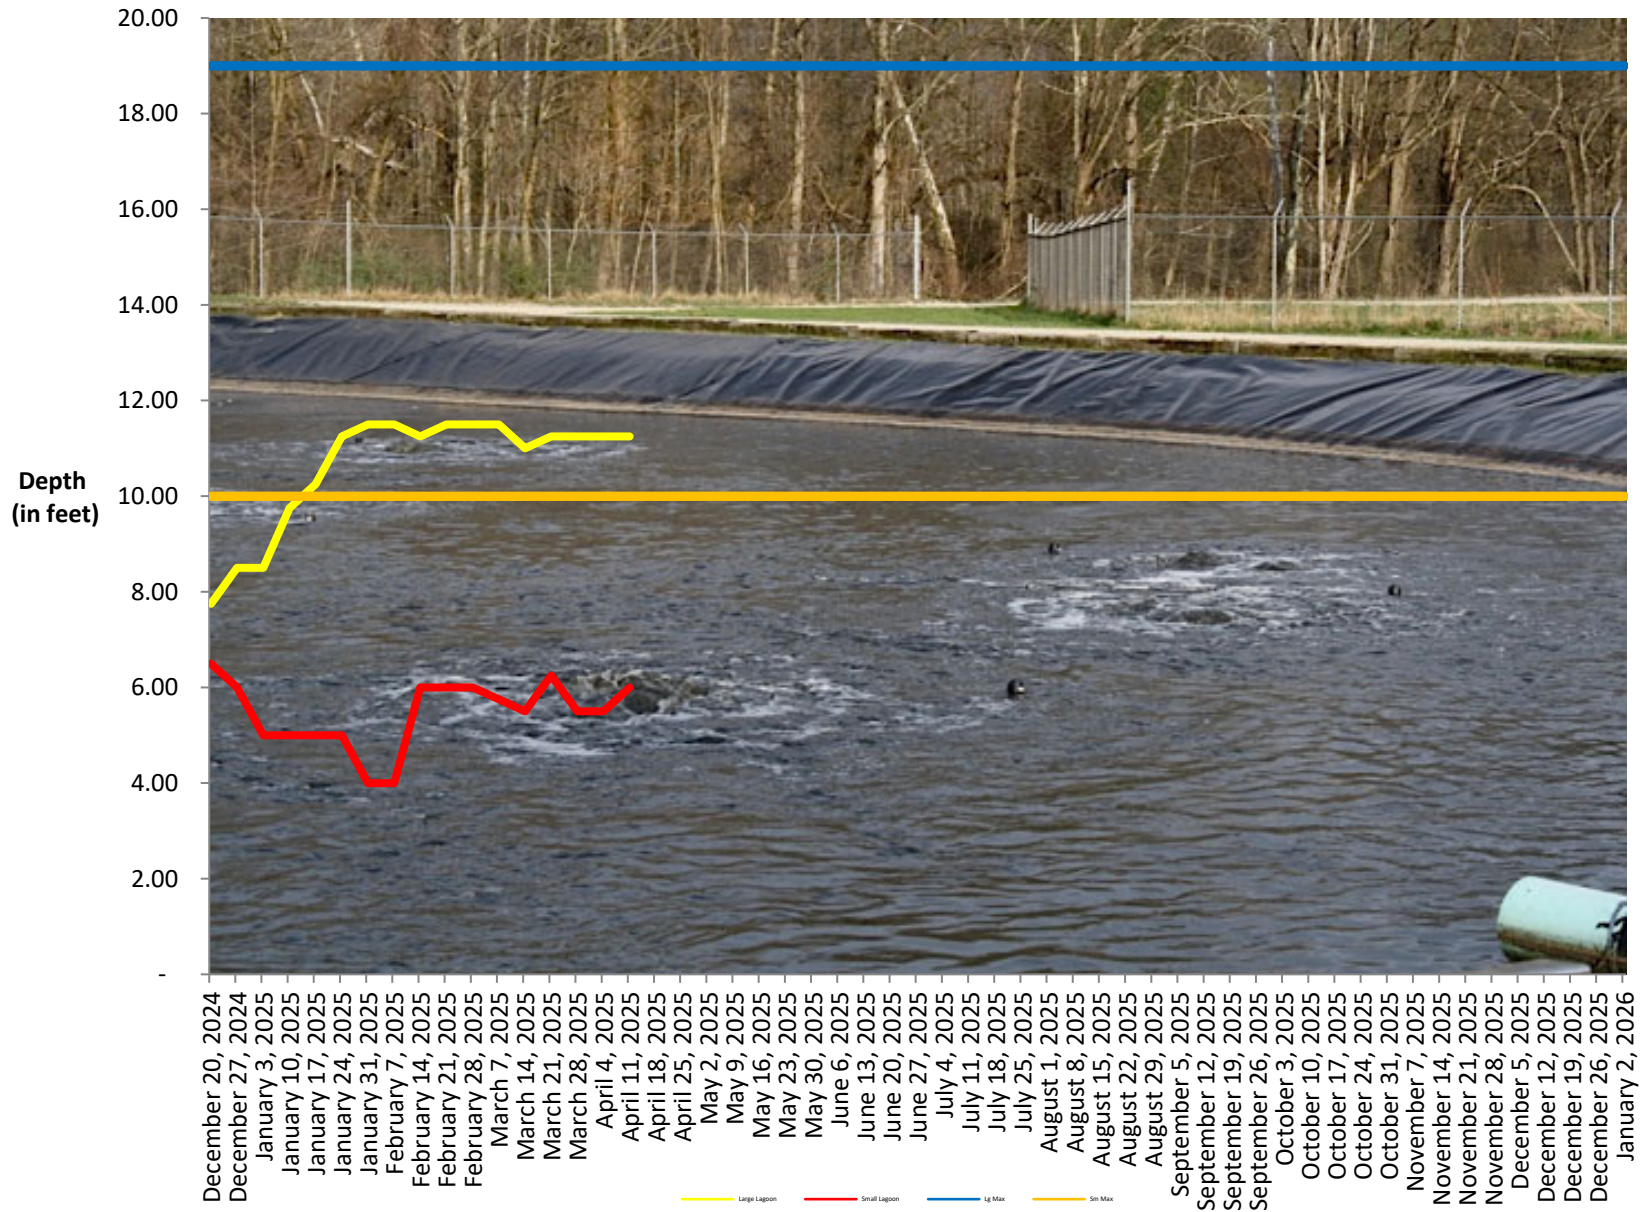 20.00
18.00
16.00
14.00
12.00
10.00
8.00
6.00
4.00
2.00
-
Depth
(in feet)
December 20, 2024
December 27, 2024
January 3, 2025
January 10, 2025
January 17, 2025
January 24, 2025
January 31, 2025
February 7, 2025
February 14, 2025
February 21, 2025
February 28, 2025
March 7, 2025
March 14, 2025
March 21, 2025
March 28, 2025
April 4, 2025
April 11, 2025
April 18, 2025
April 25, 2025
May 2, 2025
May 9, 2025
May 16, 2025
May 23, 2025
May 30, 2025
June 6, 2025
June 13, 2025
June 20, 2025
June 27, 2025
July 4, 2025
July 11, 2025
July 18, 2025
July 25, 2025
August 1, 2025
August 8, 2025
August 15, 2025
August 22, 2025
August 29, 2025
September 5, 2025
September 12, 2025
September 19, 2025
September 26, 2025
October 3, 2025
October 10, 2025
October 17, 2025
October 24, 2025
October 31, 2025
November 7, 2025
November 14, 2025
November 21, 2025
November 28, 2025
December 5, 2025
December 12, 2025
December 19, 2025
December 26, 2025
January 2, 2026
Large Lagoon
Small Lagoon
Lg Max
Sm Max